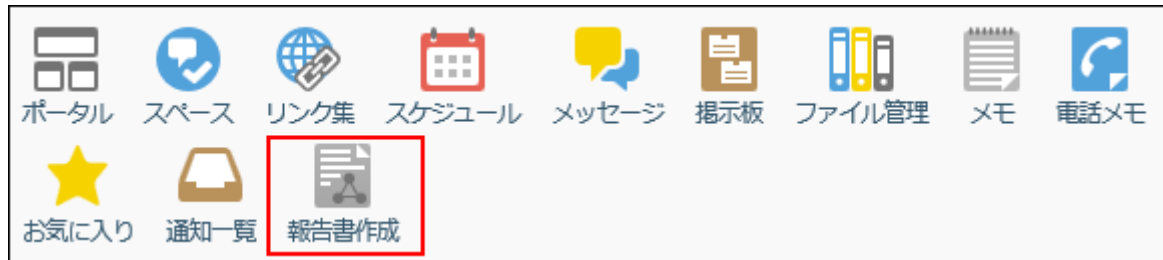 ポータル スペース リンク集 スケジュール メッセージ 掲示板 ファイル管理 メモ 電話メモ
お気に入り 通知一覧 報告書作成